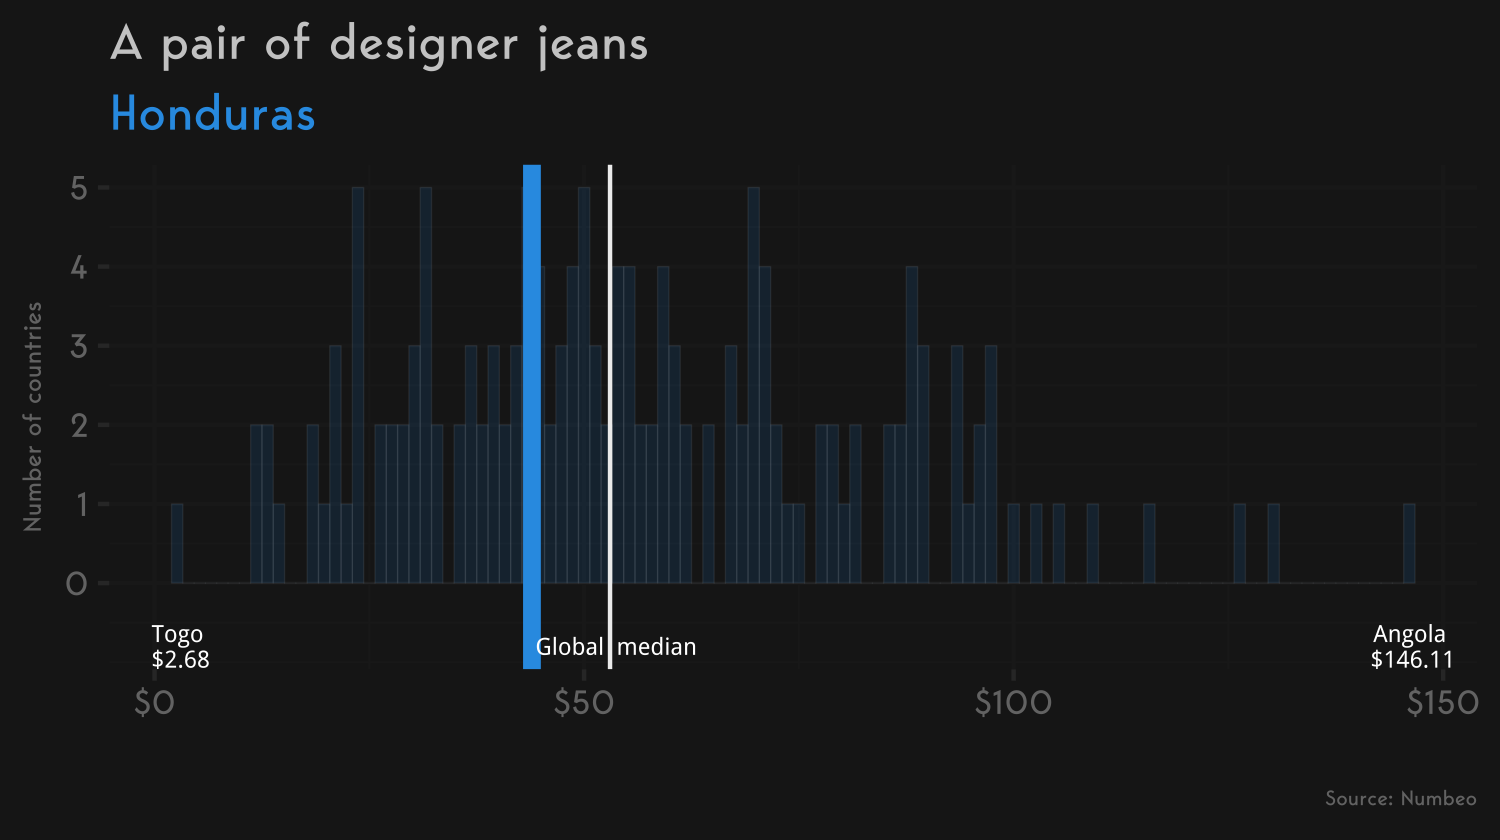 A pair of designer jeans
Honduras
Number of countries
5
4
3
2
1
0
Togo
$2.68
Global median
Angola
$146.11
$0
$50
$100
$150
Source: Numbeo